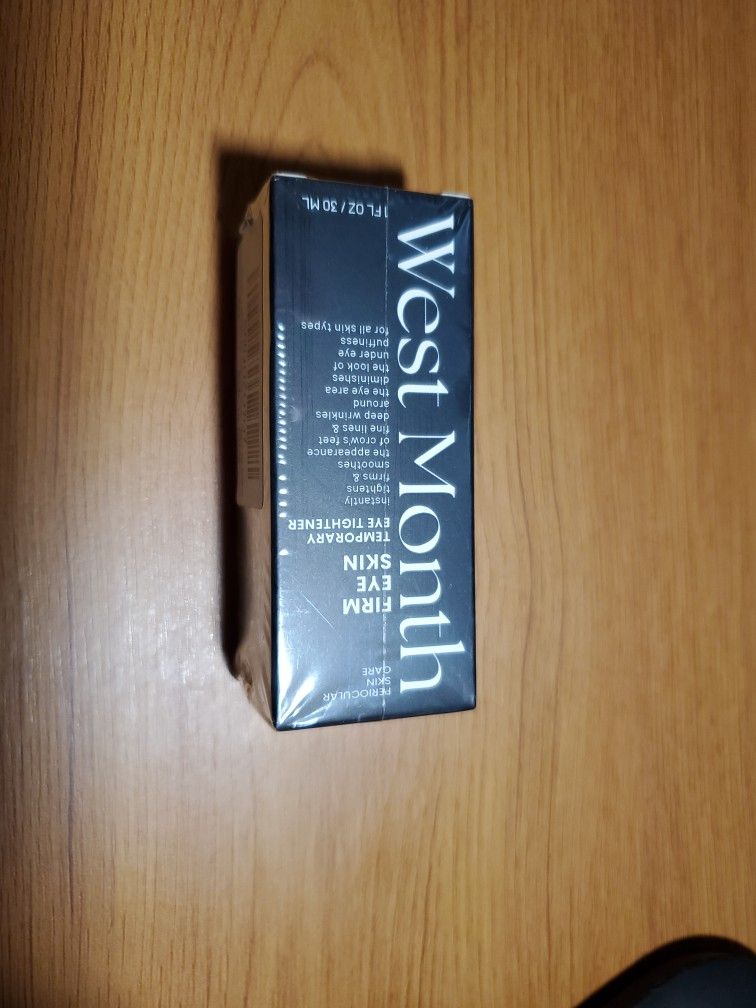 West Month
PERIOCULAR
SKIN
CARE
FIRM
EYE
SKIN
TEMPORARY
EYE TIGHTENER
instantly
tightens
firms &
smoothes
the appearance
of crow's feet
fine lines &
deep wrinkles
around
the eye area
diminishes
the look of
under eye
puffiness
for all skin types
1 FL OZ / 30 ML